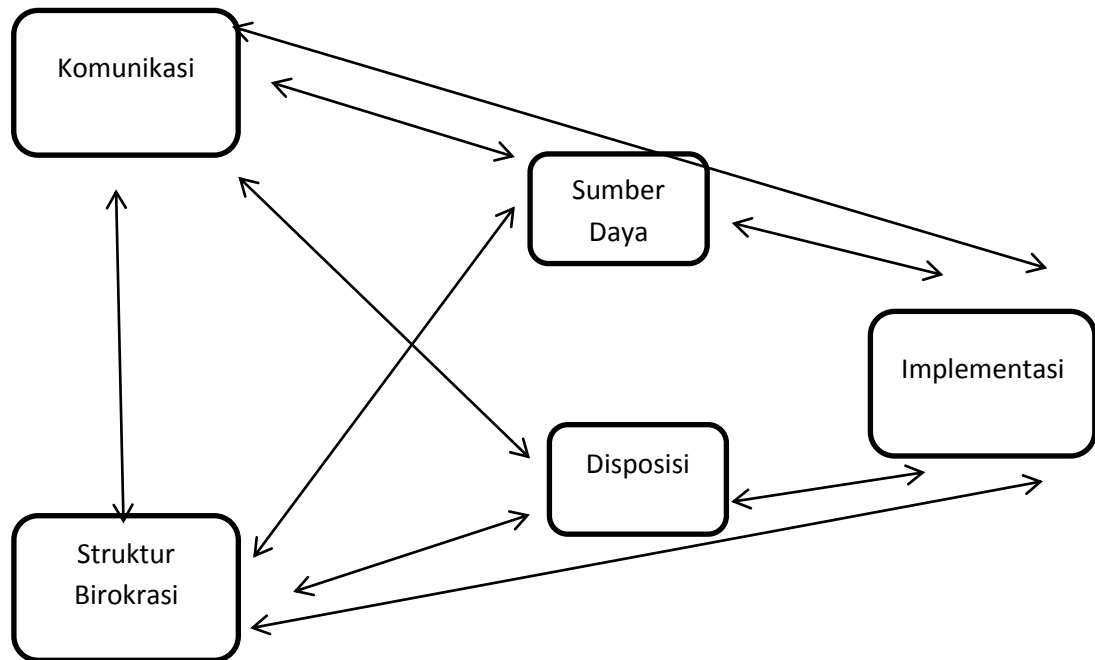 Komunikasi
Sumber
Daya
Implementasi
Disposisi
Struktur
Birokrasi